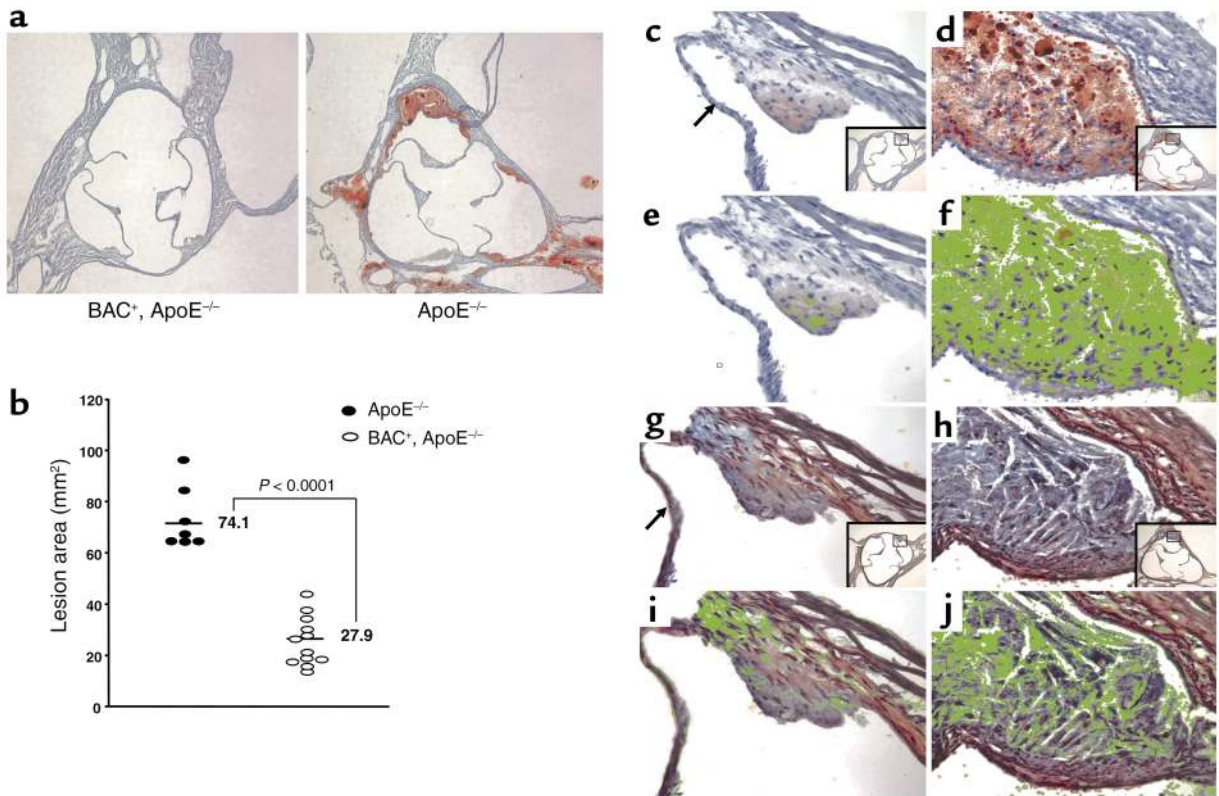 a
BAC⁺, ApoE⁻/⁻
ApoE⁻/⁻
b
120
100
80
60
40
20
0
Lesion area (mm²)
ApoE⁻/⁻
BAC⁺, ApoE⁻/⁻
P < 0.0001
74.1
27.9
c
d
e
f
g
h
i
j